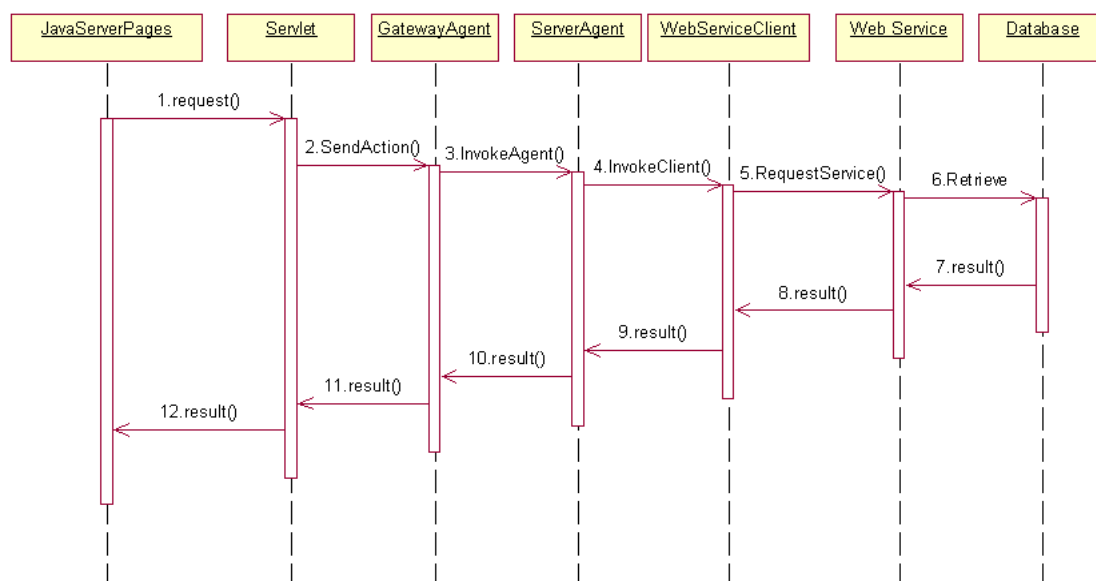 JavaServerPages
Servlet
GatewayAgent
ServerAgent
WebServiceClient
Web Service
Database
1.request()
2.SendAction()
3.InvokeAgent()
4.InvokeClient()
5.RequestService()
6.Retrieve
7.result()
8.result()
9.result()
10.result()
11.result()
12.result()